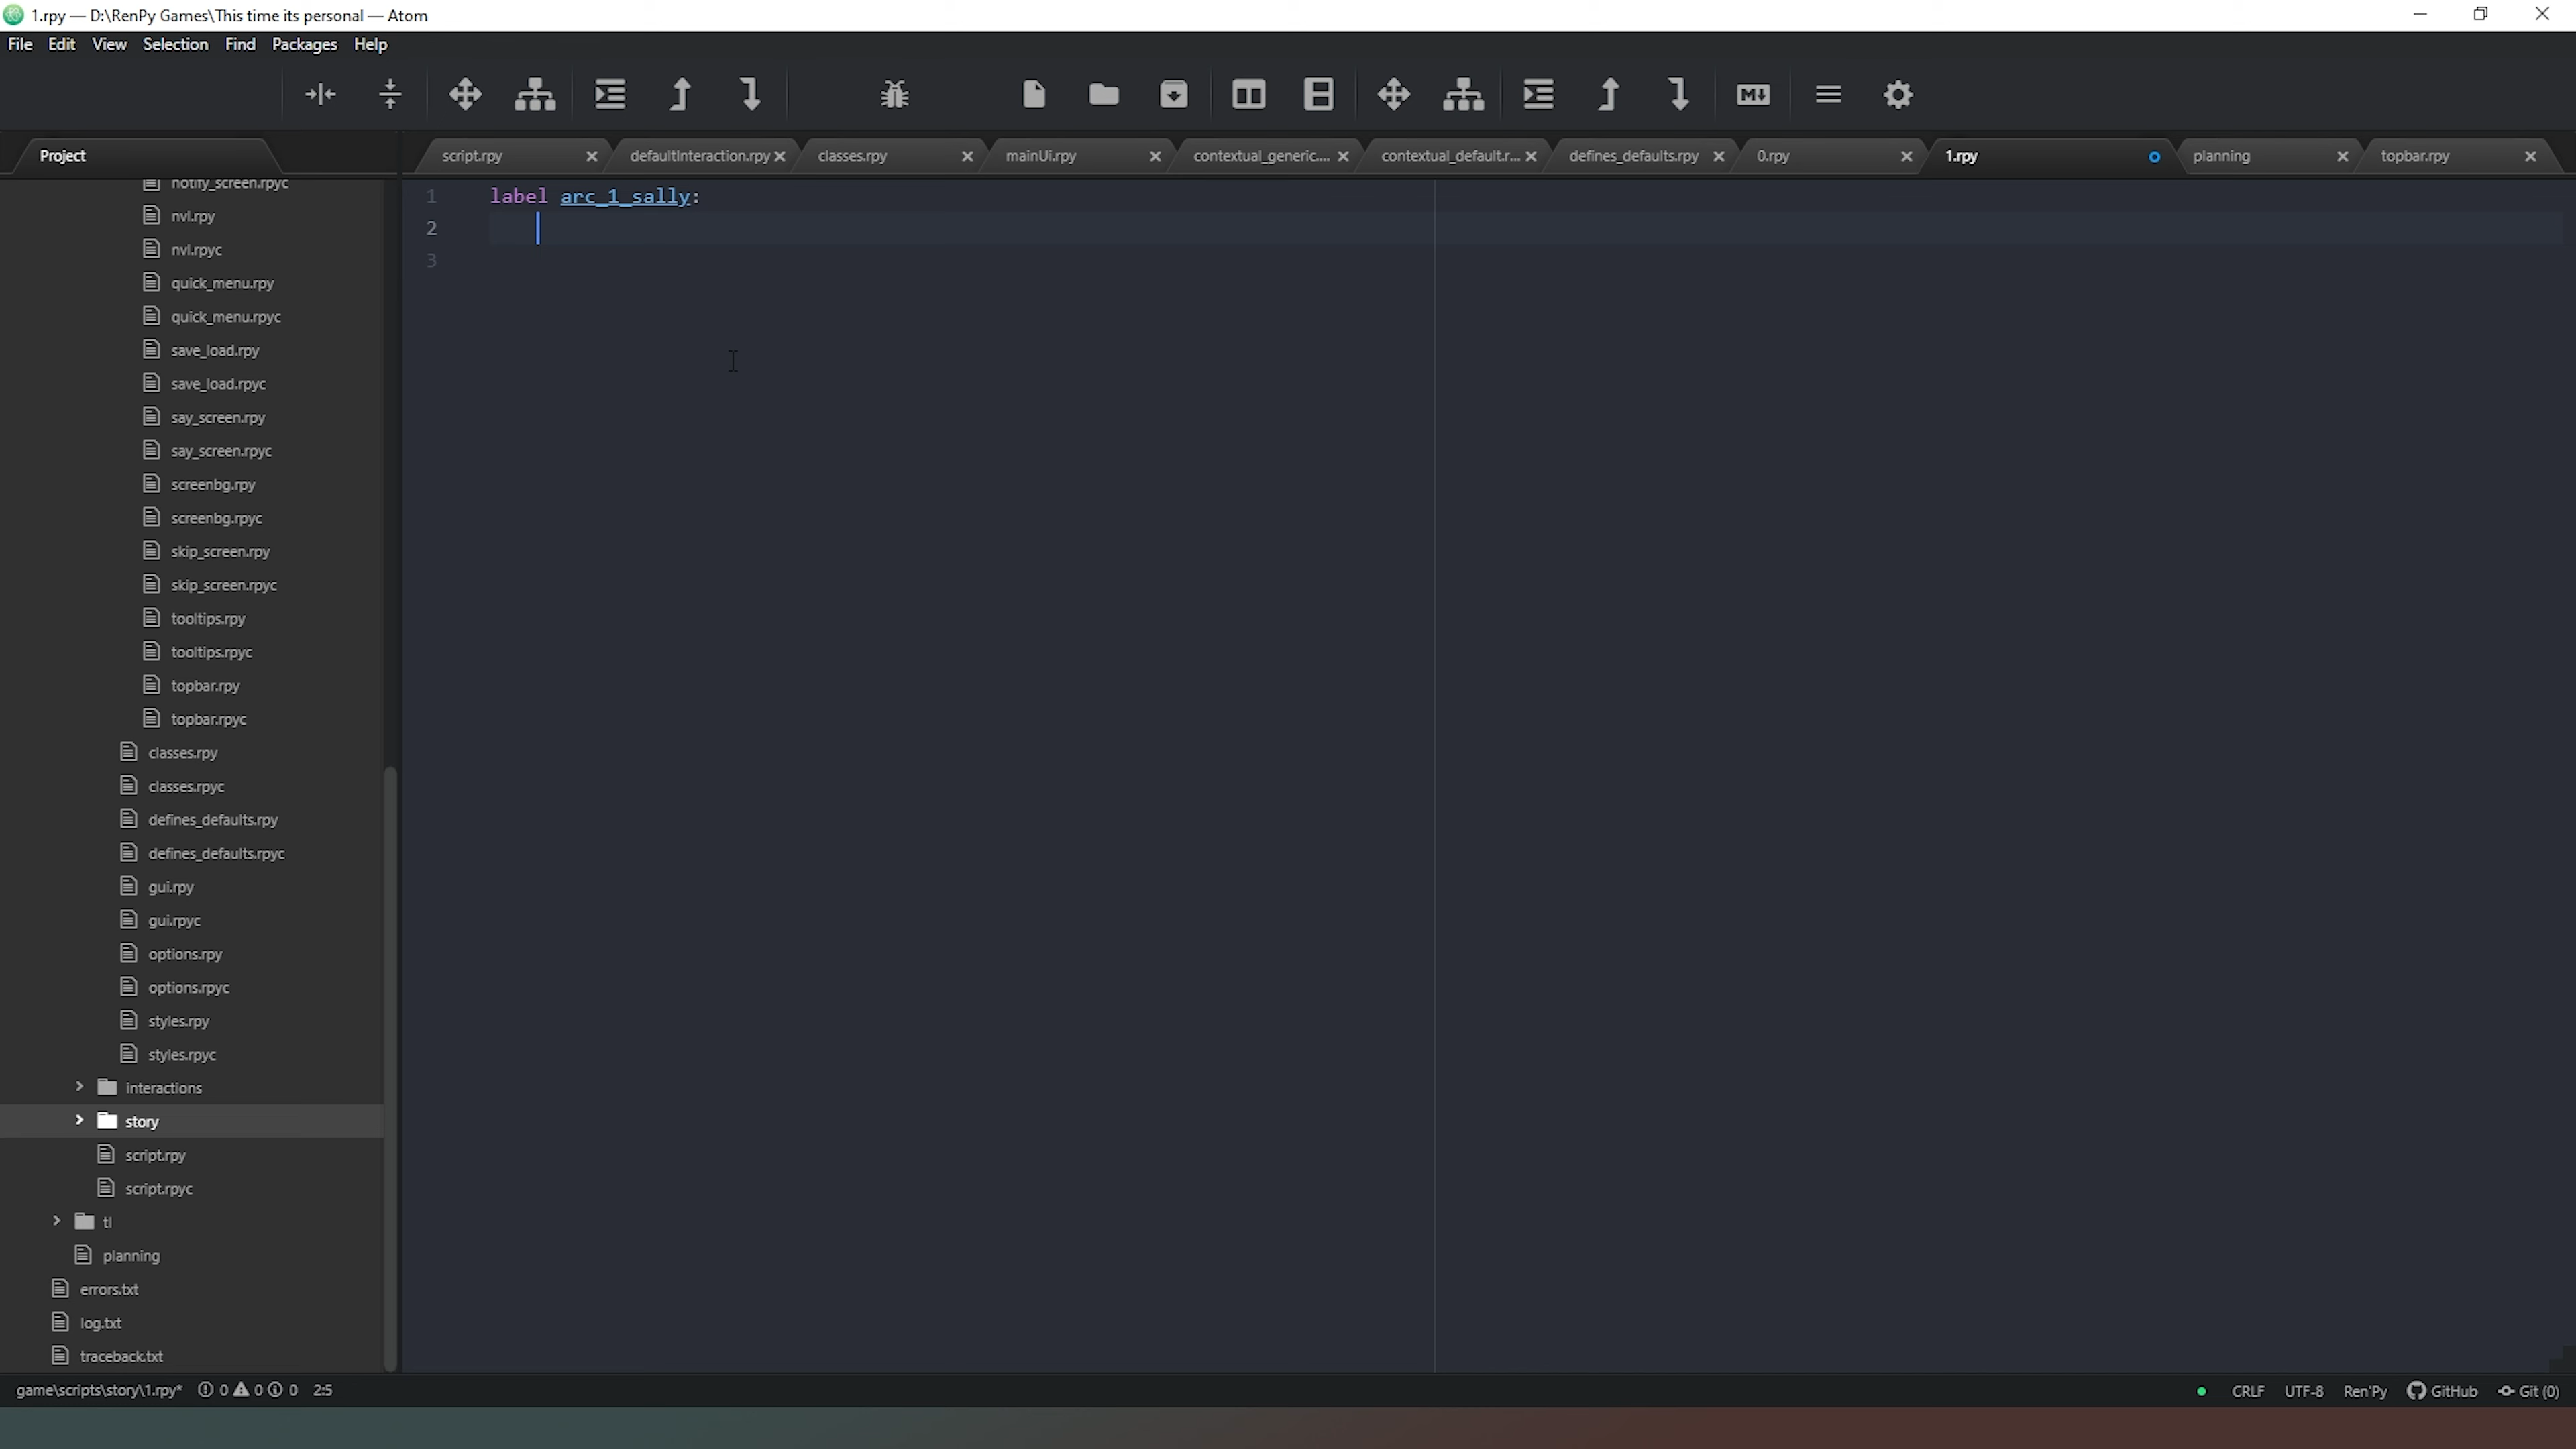 1.rpy — D:\RenPy Games\This time its personal — Atom
File Edit View Selection Find Packages Help
M↓
Project
script.rpy defaultInteraction.rpy classes.rpy mainUi.rpy contextual_generic.... contextual_default.r... defines_defaults.rpy 0.rpy 1.rpy planning topbar.rpy
notify_screen.rpyc
nvl.rpy
nvl.rpyc
quick_menu.rpy
quick_menu.rpyc
save_load.rpy
save_load.rpyc
say_screen.rpy
say_screen.rpyc
screenbg.rpy
screenbg.rpyc
skip_screen.rpy
skip_screen.rpyc
tooltips.rpy
tooltips.rpyc
topbar.rpy
topbar.rpyc
classes.rpy
classes.rpyc
defines_defaults.rpy
defines_defaults.rpyc
gui.rpy
gui.rpyc
options.rpy
options.rpyc
styles.rpy
styles.rpyc
interactions
story
script.rpy
script.rpyc
tl
planning
errors.txt
log.txt
traceback.txt
1 label arc_1_sally:
2
3
game\scripts\story\1.rpy* 0 0 0 2:5 CRLF UTF-8 Ren'Py GitHub Git (0)